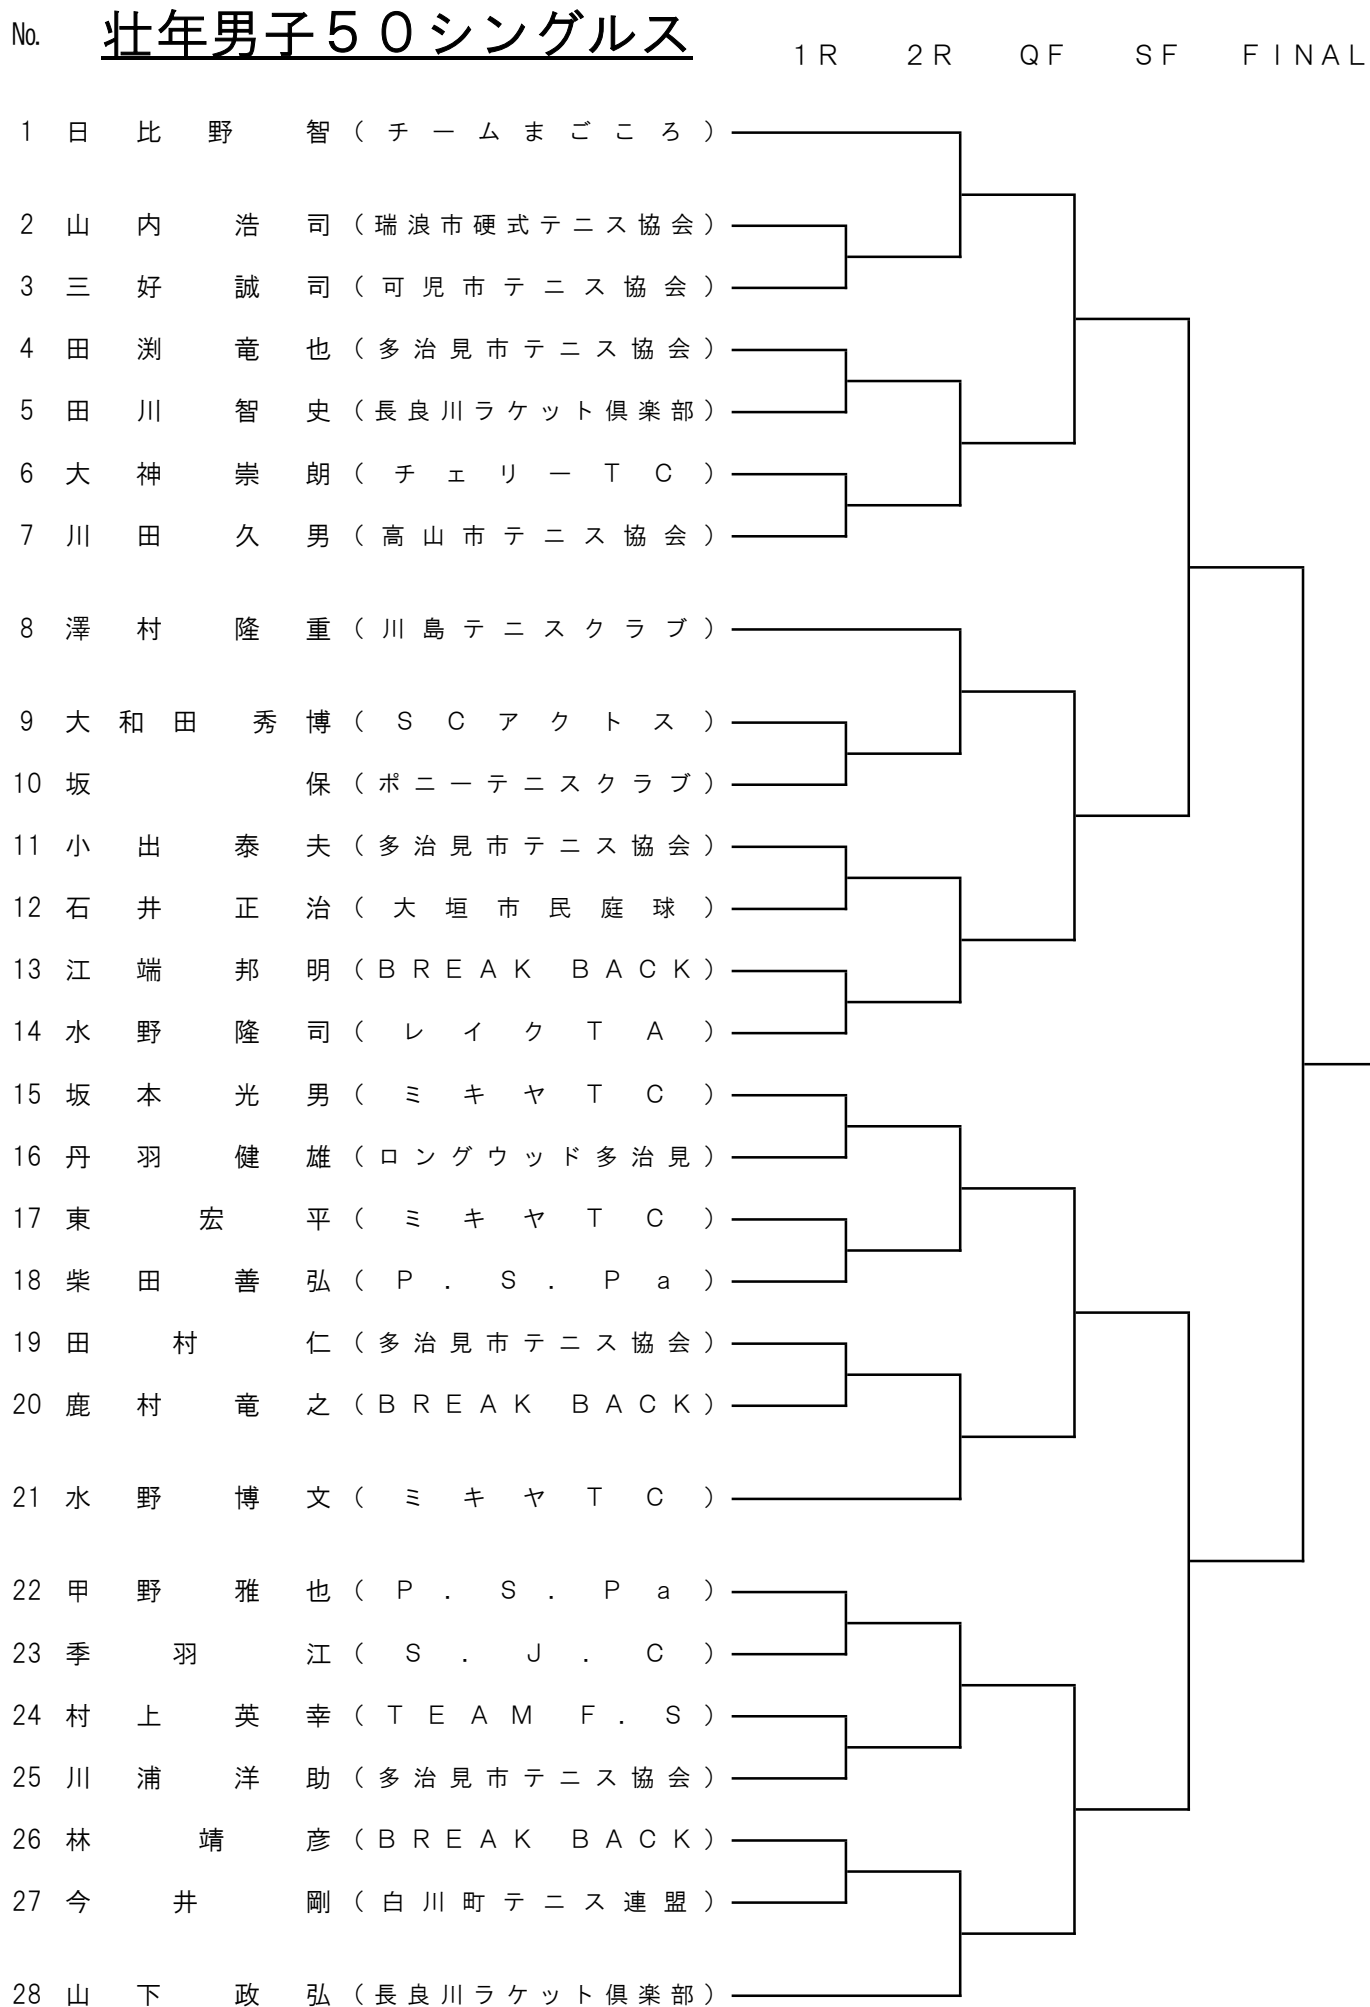 No. 壮年男子５０シングルス 1R 2R QF SF FINAL
1 日比野 智 （チームまごころ）
2 山内 浩司 （瑞浪市硬式テニス協会）
3 三好 誠司 （可児市テニス協会）
4 田渕 竜也 （多治見市テニス協会）
5 田川 智史 （長良川ラケット倶楽部）
6 大神 崇朗 （チェリーTC）
7 川田 久男 （高山市テニス協会）
8 澤村 隆重 （川島テニスクラブ）
9 大和田 秀博 （SCアクトス）
10 坂 保 （ポニーテニスクラブ）
11 小出 泰夫 （多治見市テニス協会）
12 石井 正治 （大垣市民庭球）
13 江端 邦明 （BREAK BACK）
14 水野 隆司 （レイクTA）
15 坂本 光男 （ミキヤTC）
16 丹羽 健雄 （ロングウッド多治見）
17 東 宏平 （ミキヤTC）
18 柴田 善弘 （P.S.Pa）
19 田村 仁 （多治見市テニス協会）
20 鹿村 竜之 （BREAK BACK）
21 水野 博文 （ミキヤTC）
22 甲野 雅也 （P.S.Pa）
23 季羽 江 （S.J.C）
24 村上 英幸 （TEAM F.S）
25 川浦 洋助 （多治見市テニス協会）
26 林 靖彦 （BREAK BACK）
27 今井 剛 （白川町テニス連盟）
28 山下 政弘 （長良川ラケット倶楽部）